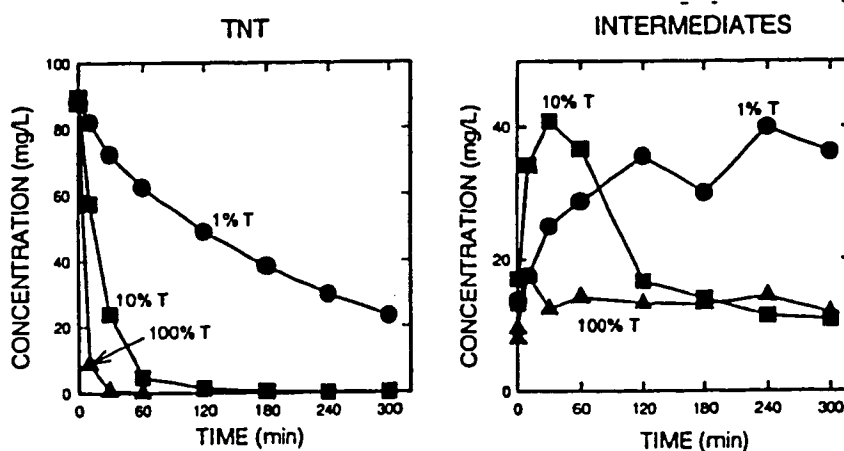 TNT
100
80
60
40
20
0
CONCENTRATION (mg/L)
1% T
10% T
100% T
0 60 120 180 240 300
TIME (min)
INTERMEDIATES
40
20
0
CONCENTRATION (mg/L)
10% T
1% T
100% T
0 60 120 180 240 300
TIME (min)